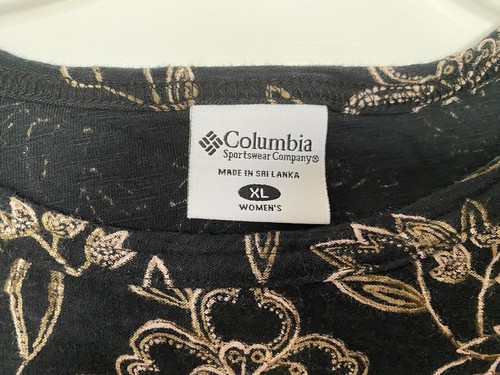 Columbia
Sportswear Company®
MADE IN SRI LANKA
XL
WOMEN'S